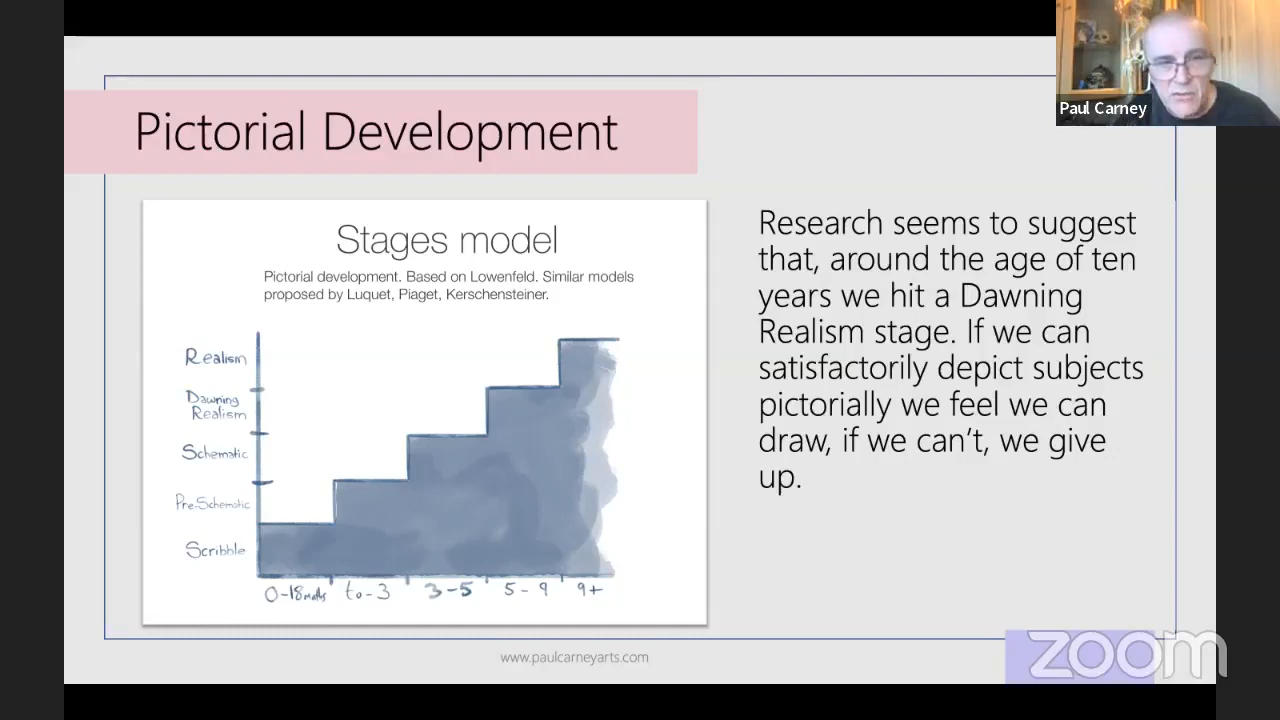 Paul Carney
Pictorial Development
Stages model
Pictorial development. Based on Lowenfeld. Similar models
proposed by Luquet, Piaget, Kerschensteiner.
Realism
Dawning
Realism
Schematic
Pre-Schematic
Scribble
0-18mnths to-3 3-5 5-9 9+
Research seems to suggest
that, around the age of ten
years we hit a Dawning
Realism stage. If we can
satisfactorily depict subjects
pictorially we feel we can
draw, if we can't, we give
up.
www.paulcarneyarts.com
zoom